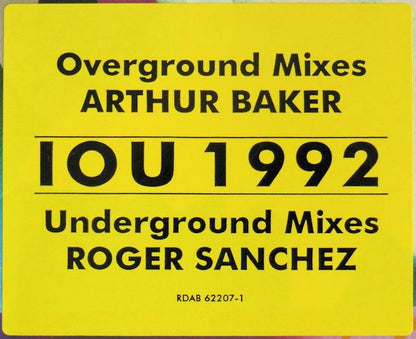 Overground Mixes
ARTHUR BAKER
IOU 1992
Underground Mixes
ROGER SANCHEZ
RDAB 62207-1